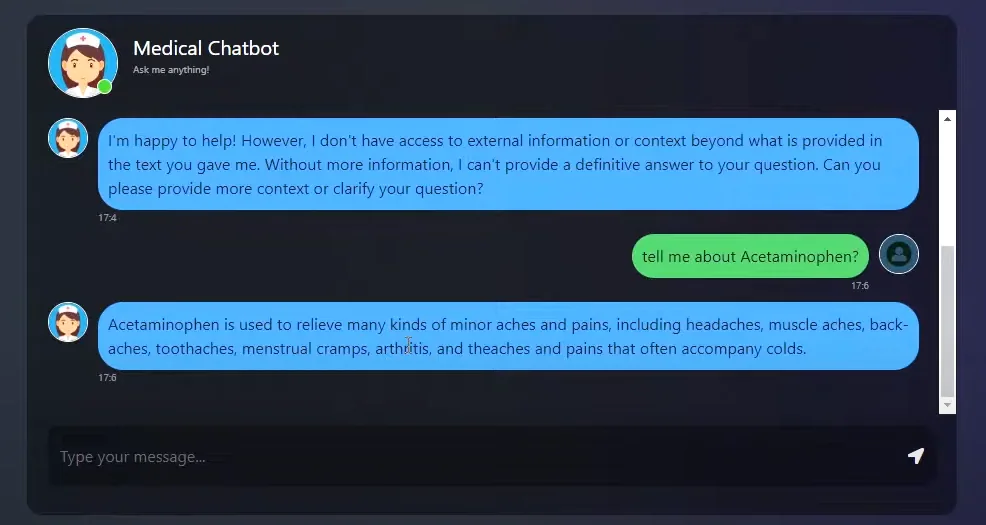 Medical Chatbot
Ask me anything!
I'm happy to help! However, I don't have access to external information or context beyond what is provided in
the text you gave me. Without more information, I can't provide a definitive answer to your question. Can you
please provide more context or clarify your question?
17:4
tell me about Acetaminophen?
17:6
Acetaminophen is used to relieve many kinds of minor aches and pains, including headaches, muscle aches, back-
aches, toothaches, menstrual cramps, arthritis, and theaches and pains that often accompany colds.
17:6
Type your message...